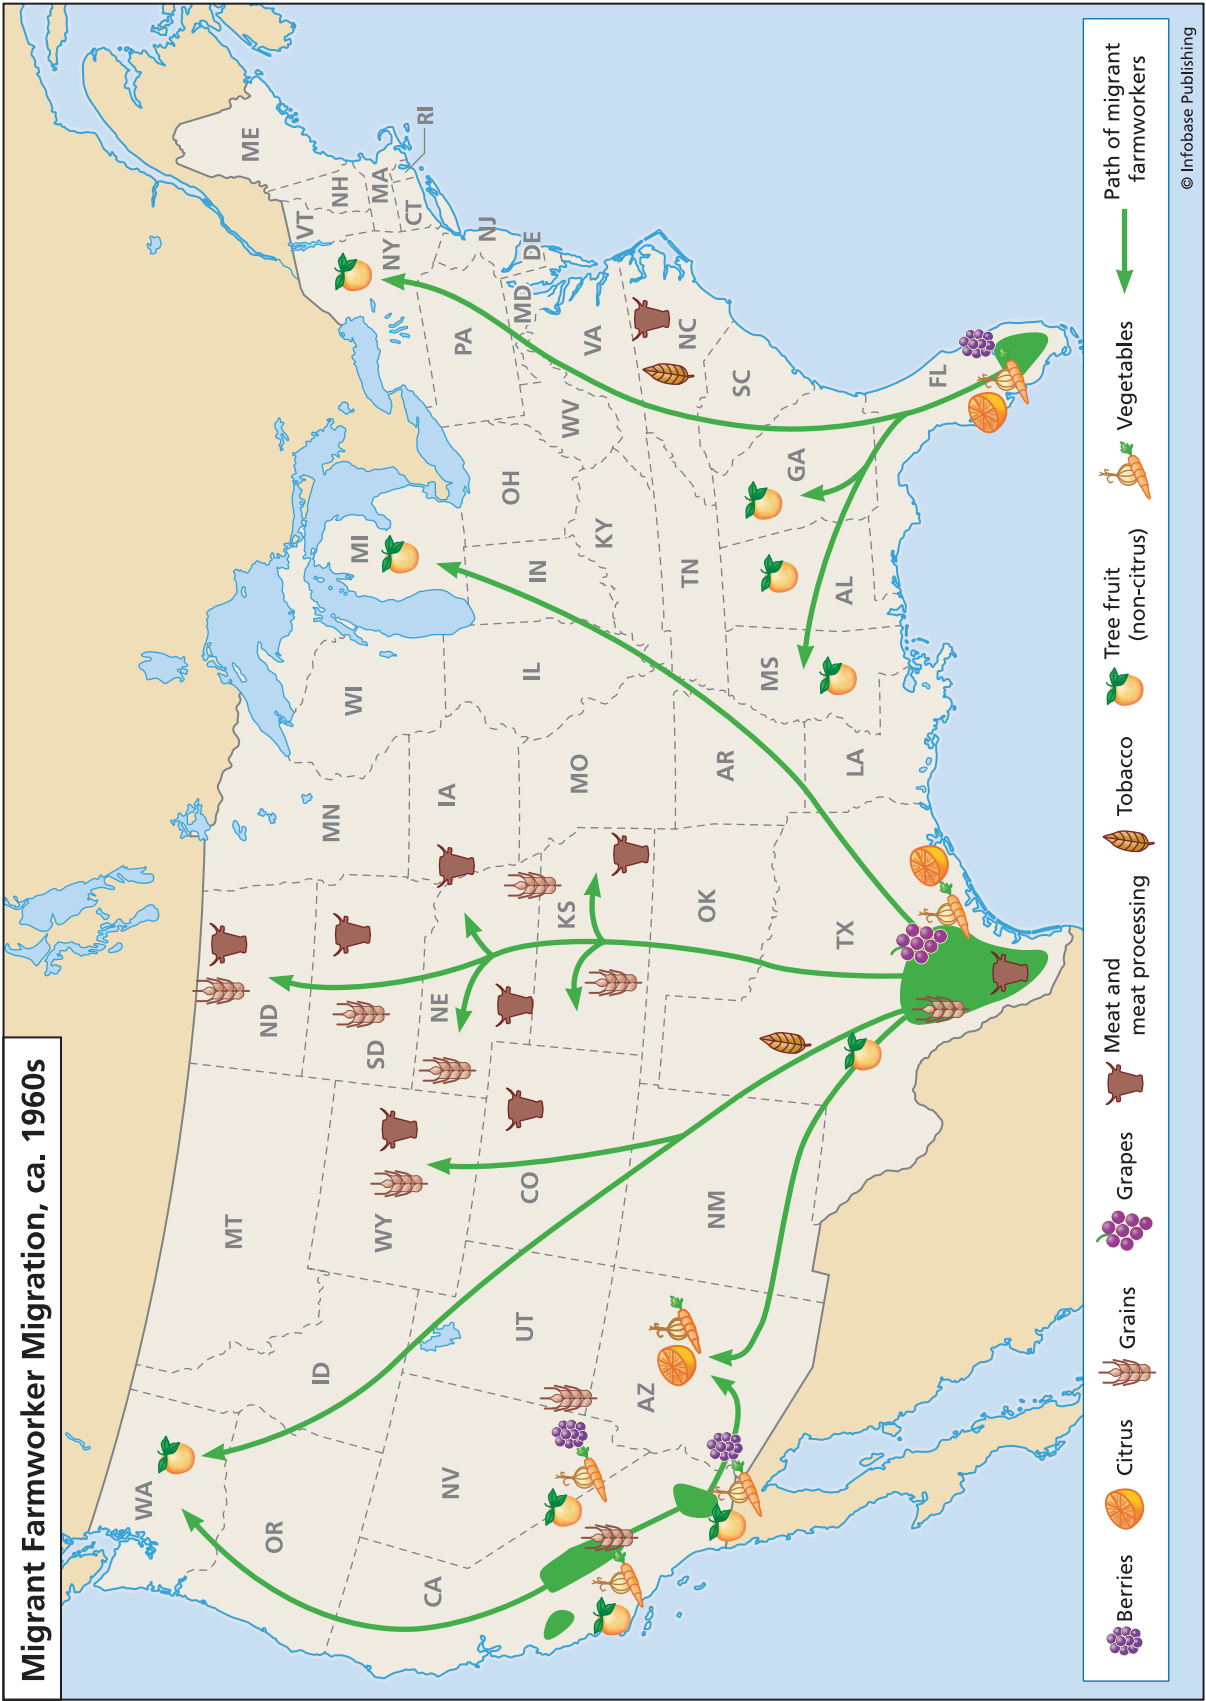 Migrant Farmworker Migration, ca. 1960s
WA
OR
CA
NV
ID
MT
WY
UT
AZ
CO
NM
ND
SD
NE
KS
OK
TX
MN
IA
MO
AR
LA
WI
IL
MI
IN
OH
KY
TN
MS
AL
GA
FL
SC
NC
VA
WV
PA
MD
DE
NJ
NY
CT
RI
MA
VT
NH
ME
Berries
Citrus
Grains
Grapes
Meat and
meat processing
Tobacco
Tree fruit
(non-citrus)
Vegetables
Path of migrant
farmworkers
© Infobase Publishing